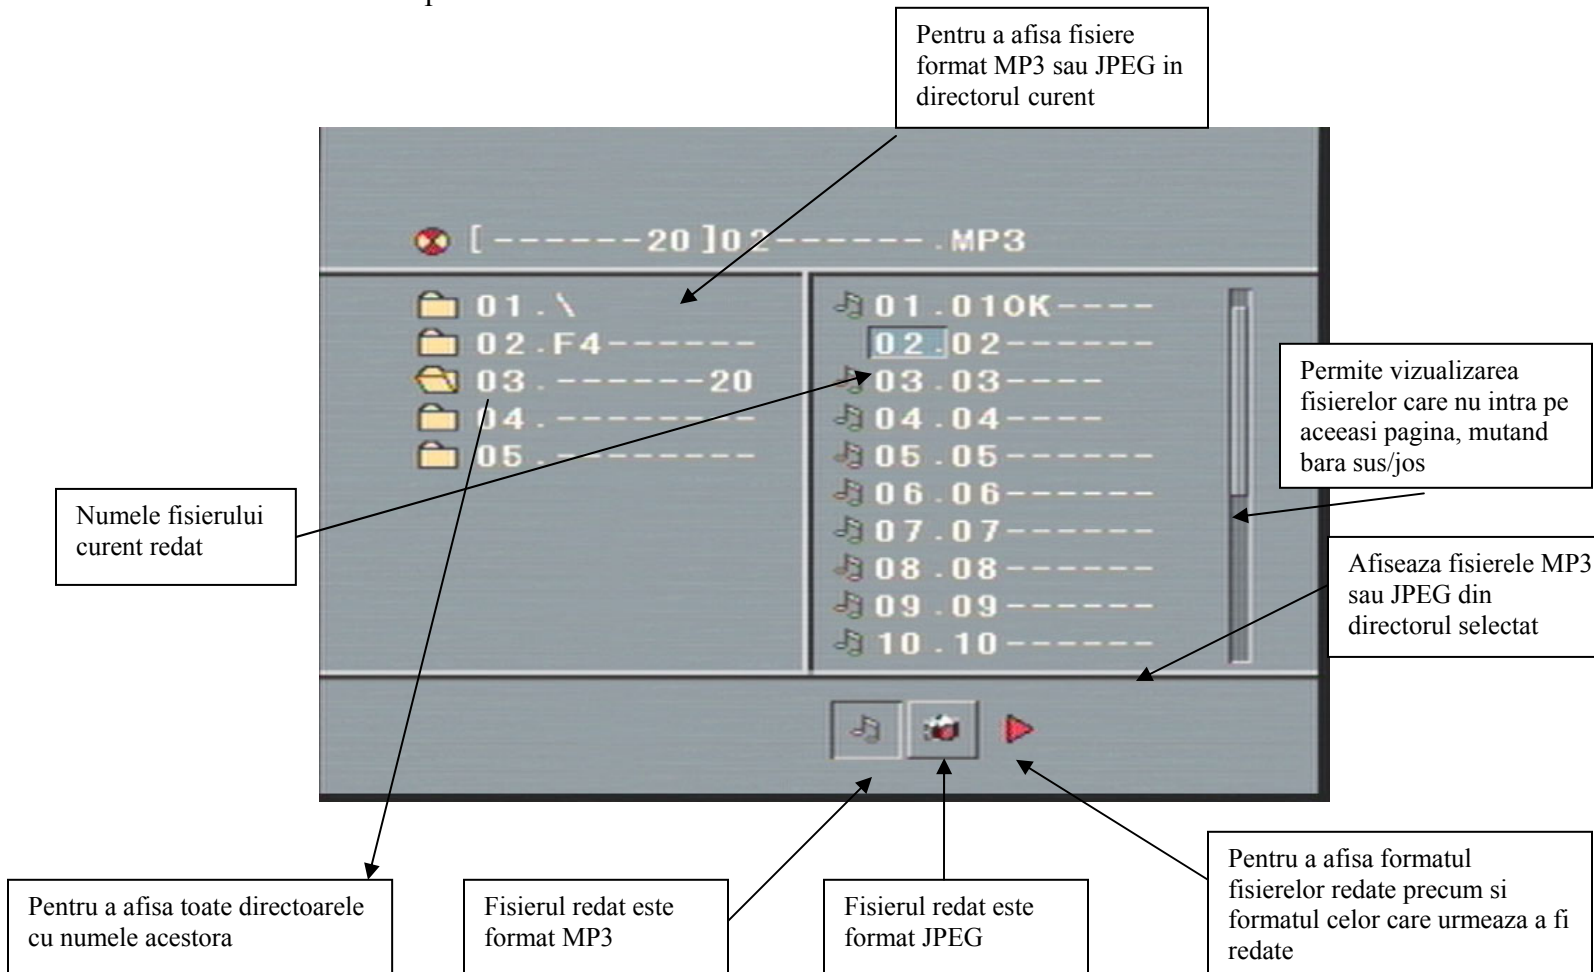 p
Pentru a afisa fisiere
format MP3 sau JPEG in
directorul curent
[------20]02------.MP3
01.\
02.F4------
03.------20
04.--------
05.--------
01.01OK----
02.02------
03.03----
04.04----
05.05------
06.06------
07.07------
08.08------
09.09------
10.10------
Permite vizualizarea
fisierelor care nu intra pe
aceeasi pagina, mutand
bara sus/jos
Numele fisierului
curent redat
Afiseaza fisierele MP3
sau JPEG din
directorul selectat
Pentru a afisa toate directoarele
cu numele acestora
Fisierul redat este
format MP3
Fisierul redat este
format JPEG
Pentru a afisa formatul
fisierelor redate precum si
formatul celor care urmeaza a fi
redate